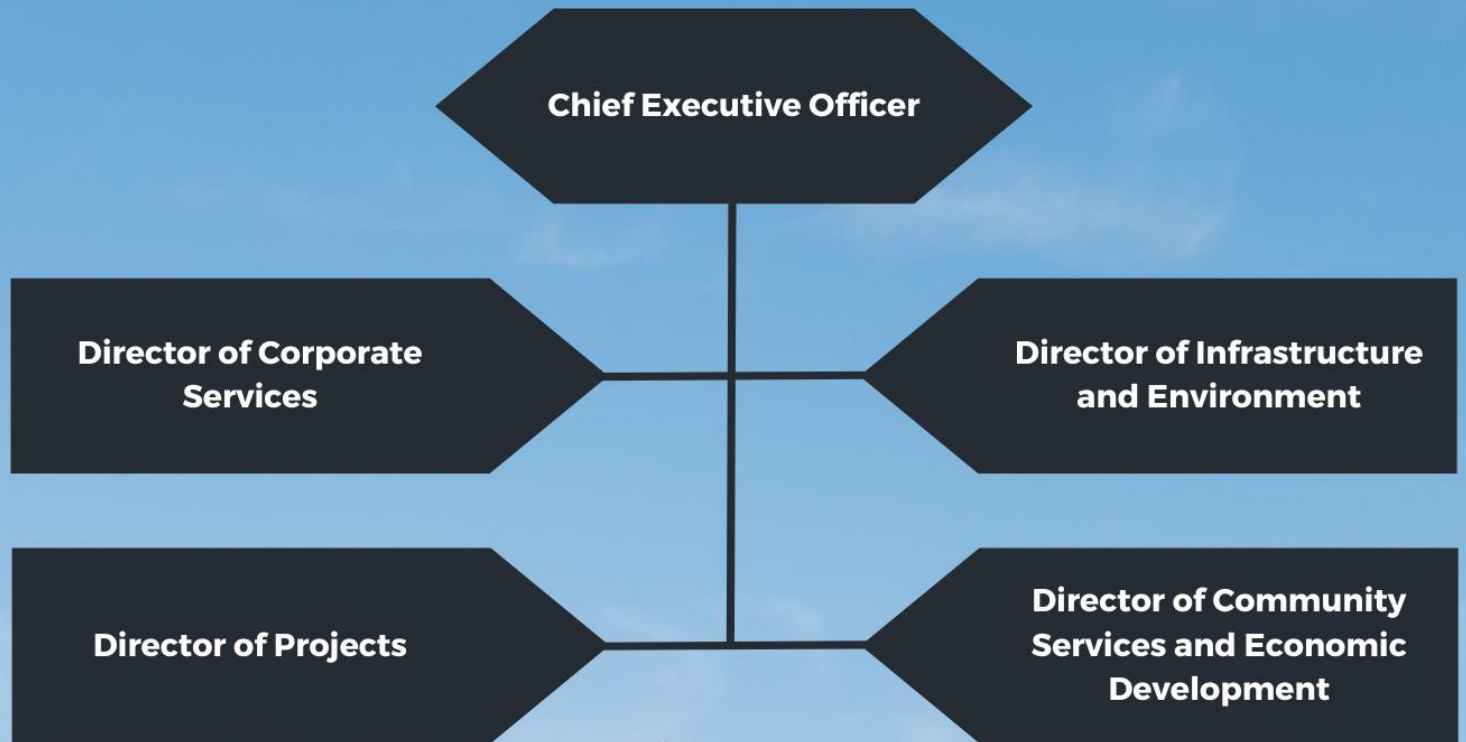 Chief Executive Officer
Director of Corporate
Services
Director of Infrastructure
and Environment
Director of Projects
Director of Community
Services and Economic
Development